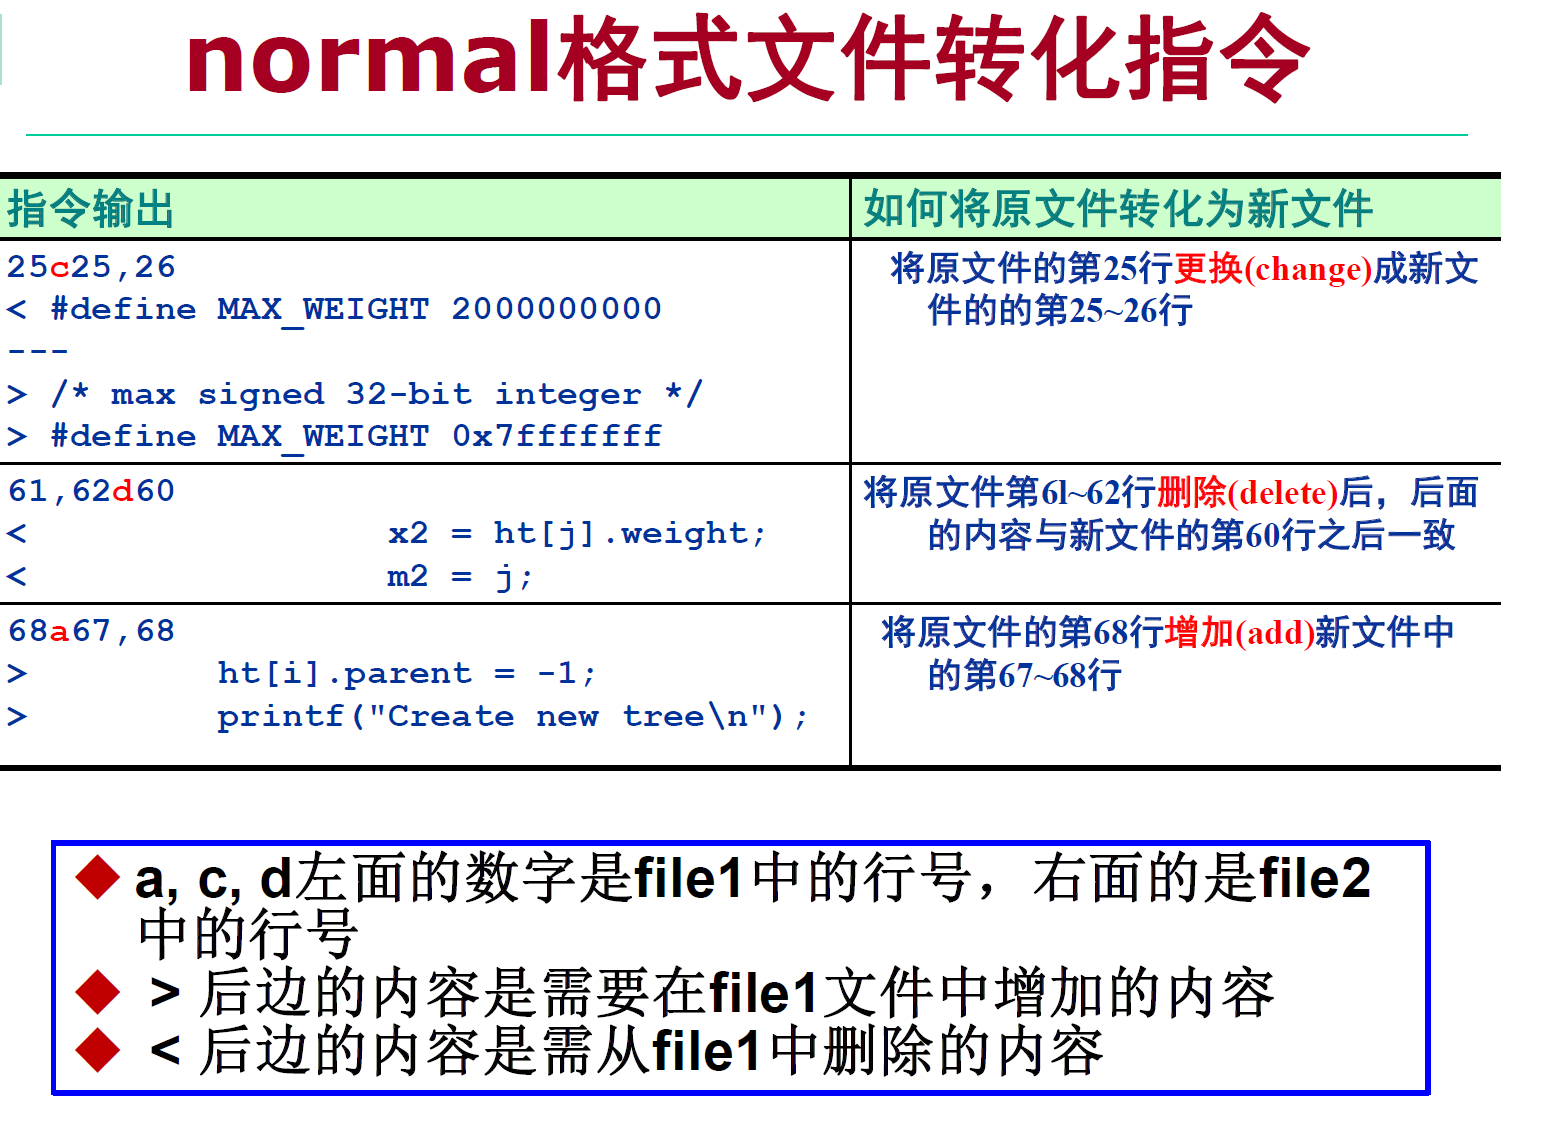 normal格式文件转化指令
指令输出
如何将原文件转化为新文件
25c25,26
< #define MAX_WEIGHT 2000000000
---
> /* max signed 32-bit integer */
> #define MAX_WEIGHT 0x7fffffff
将原文件的第25行更换(change)成新文
件的的第25~26行
61,62d60
< x2 = ht[j].weight;
< m2 = j;
将原文件第6l~62行删除(delete)后，后面
的内容与新文件的第60行之后一致
68a67,68
> ht[i].parent = -1;
> printf("Create new tree\n");
将原文件的第68行增加(add)新文件中
的第67~68行
◆ a, c, d左面的数字是file1中的行号，右面的是file2
中的行号
◆ > 后边的内容是需要在file1文件中增加的内容
◆ < 后边的内容是需从file1中删除的内容